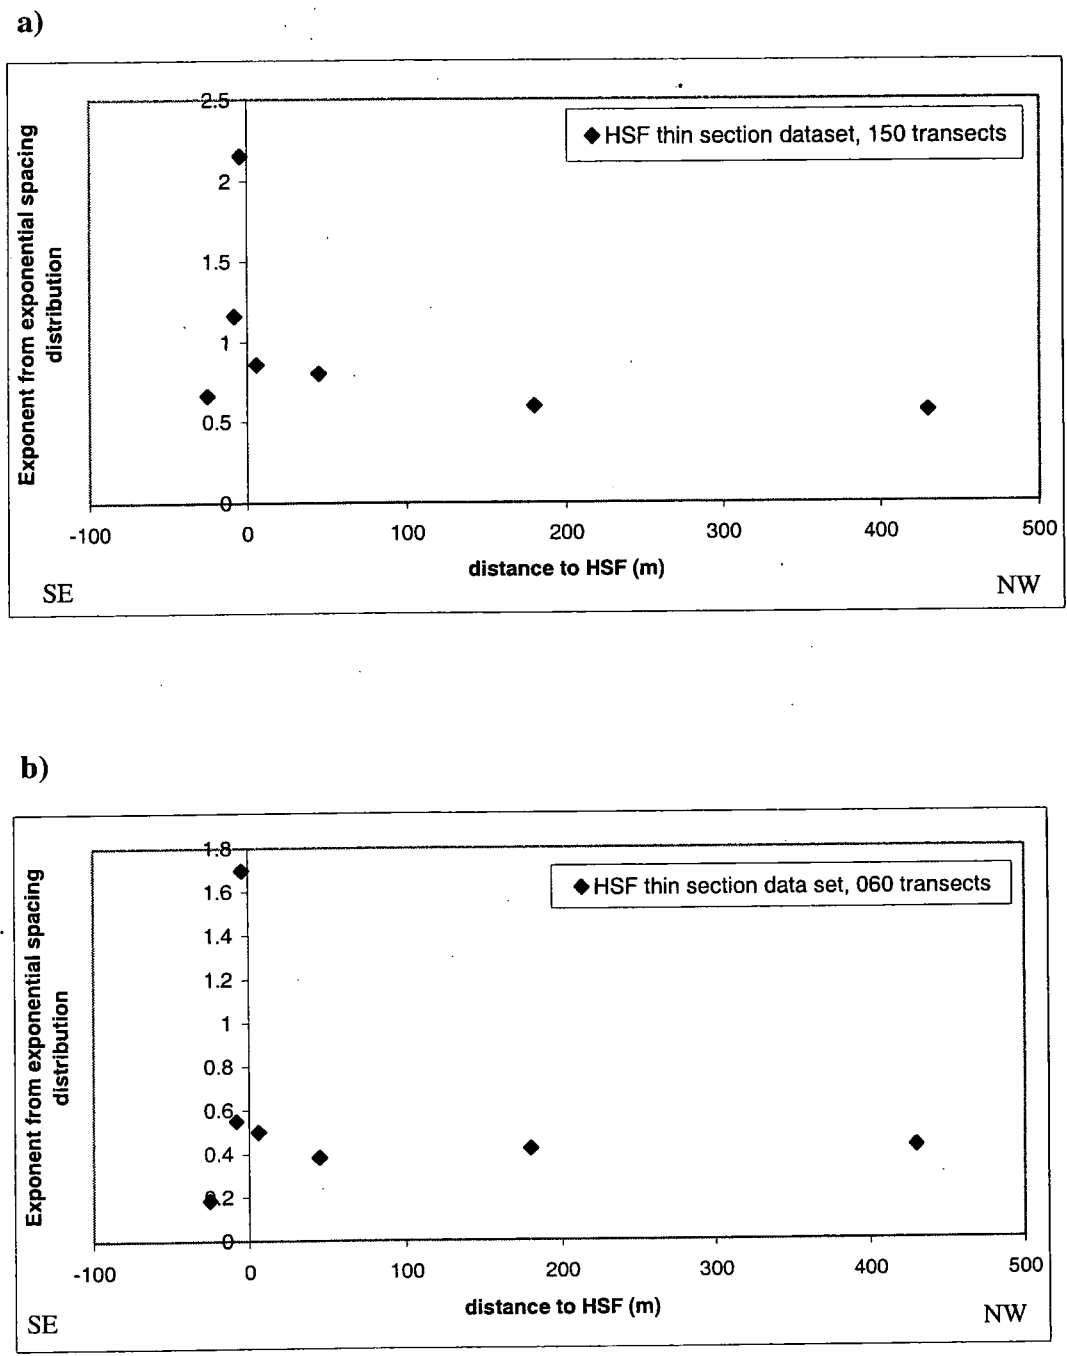 a)
2.5
HSF thin section dataset, 150 transects
2
1.5
1
0.5
0
Exponent from exponential spacing
distribution
-100 0 100 200 300 400 500
distance to HSF (m)
SE NW
b)
1.8
HSF thin section data set, 060 transects
1.6
1.4
1.2
1
0.8
0.6
0.4
0.2
0
Exponent from exponential spacing
distribution
-100 0 100 200 300 400 500
distance to HSF (m)
SE NW